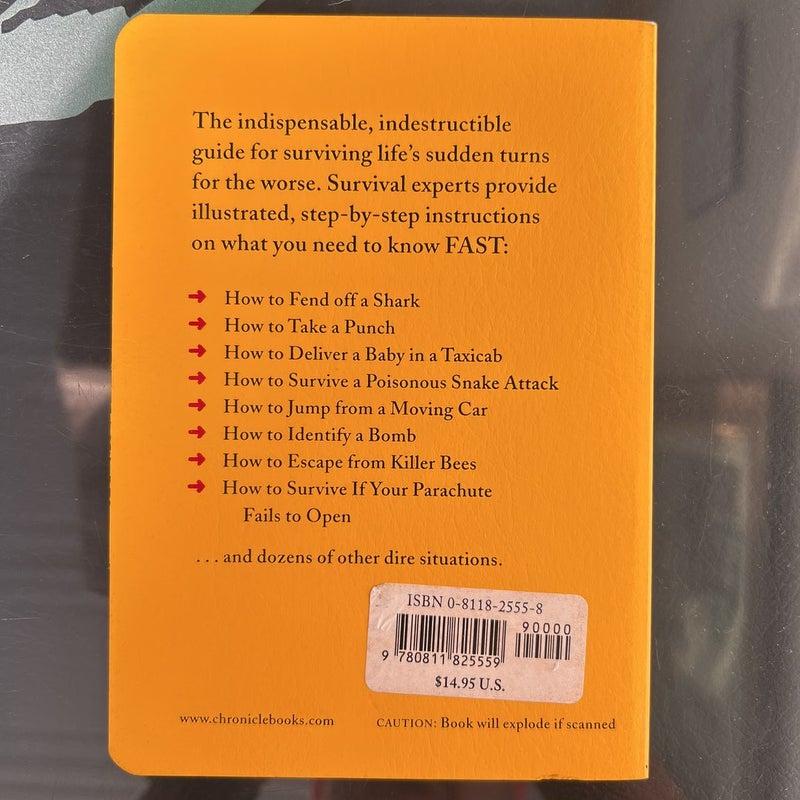 The indispensable, indestructible
guide for surviving life's sudden turns
for the worse. Survival experts provide
illustrated, step-by-step instructions
on what you need to know FAST:
➔ How to Fend off a Shark
➔ How to Take a Punch
➔ How to Deliver a Baby in a Taxicab
➔ How to Survive a Poisonous Snake Attack
➔ How to Jump from a Moving Car
➔ How to Identify a Bomb
➔ How to Escape from Killer Bees
➔ How to Survive If Your Parachute
Fails to Open
. . . and dozens of other dire situations.
ISBN 0-8118-2555-8
90000
9 780811 825559
$14.95 U.S.
www.chroniclebooks.com
CAUTION: Book will explode if scanned